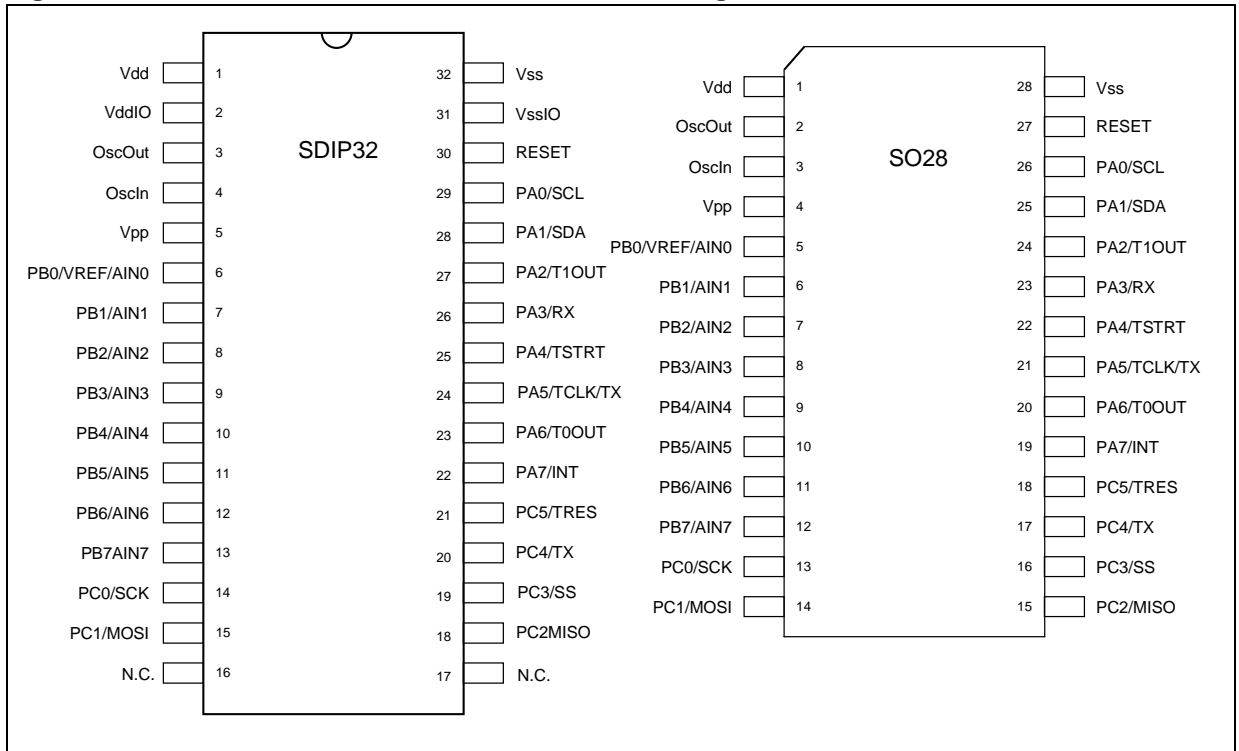 Vdd 1 32 Vss
VddIO 2 31 VssIO
OscOut 3 SDIP32 30 RESET
OscIn 4 29 PA0/SCL
Vpp 5 28 PA1/SDA
PB0/VREF/AIN0 6 27 PA2/T1OUT
PB1/AIN1 7 26 PA3/RX
PB2/AIN2 8 25 PA4/TSTRT
PB3/AIN3 9 24 PA5/TCLK/TX
PB4/AIN4 10 23 PA6/T0OUT
PB5/AIN5 11 22 PA7/INT
PB6/AIN6 12 21 PC5/TRES
PB7AIN7 13 20 PC4/TX
PC0/SCK 14 19 PC3/SS
PC1/MOSI 15 18 PC2MISO
N.C. 16 17 N.C.
Vdd 1 28 Vss
OscOut 2 27 RESET
OscIn 3 SO28 26 PA0/SCL
Vpp 4 25 PA1/SDA
PB0/VREF/AIN0 5 24 PA2/T1OUT
PB1/AIN1 6 23 PA3/RX
PB2/AIN2 7 22 PA4/TSTRT
PB3/AIN3 8 21 PA5/TCLK/TX
PB4/AIN4 9 20 PA6/T0OUT
PB5/AIN5 10 19 PA7/INT
PB6/AIN6 11 18 PC5/TRES
PB7/AIN7 12 17 PC4/TX
PC0/SCK 13 16 PC3/SS
PC1/MOSI 14 15 PC2/MISO